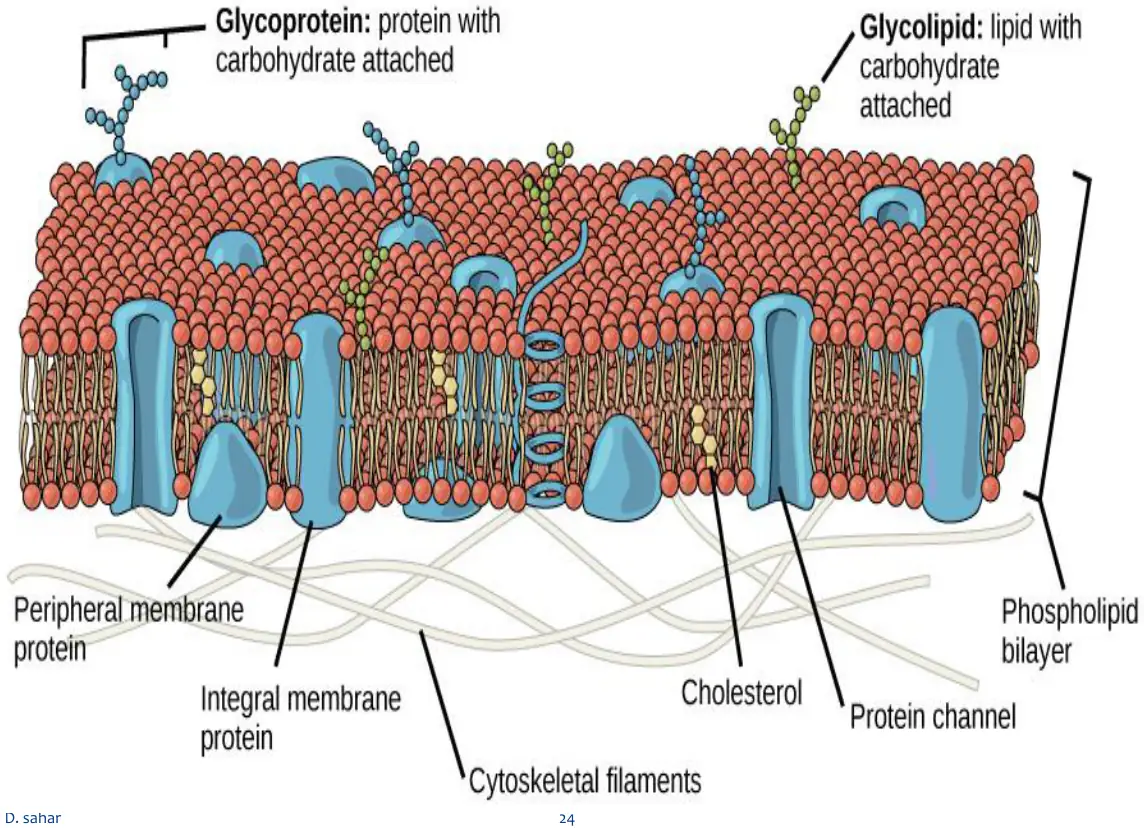 Glycoprotein: protein with
carbohydrate attached
Glycolipid: lipid with
carbohydrate
attached
Peripheral membrane
protein
Integral membrane
protein
Cytoskeletal filaments
Cholesterol
Protein channel
Phospholipid
bilayer
D. sahar
24